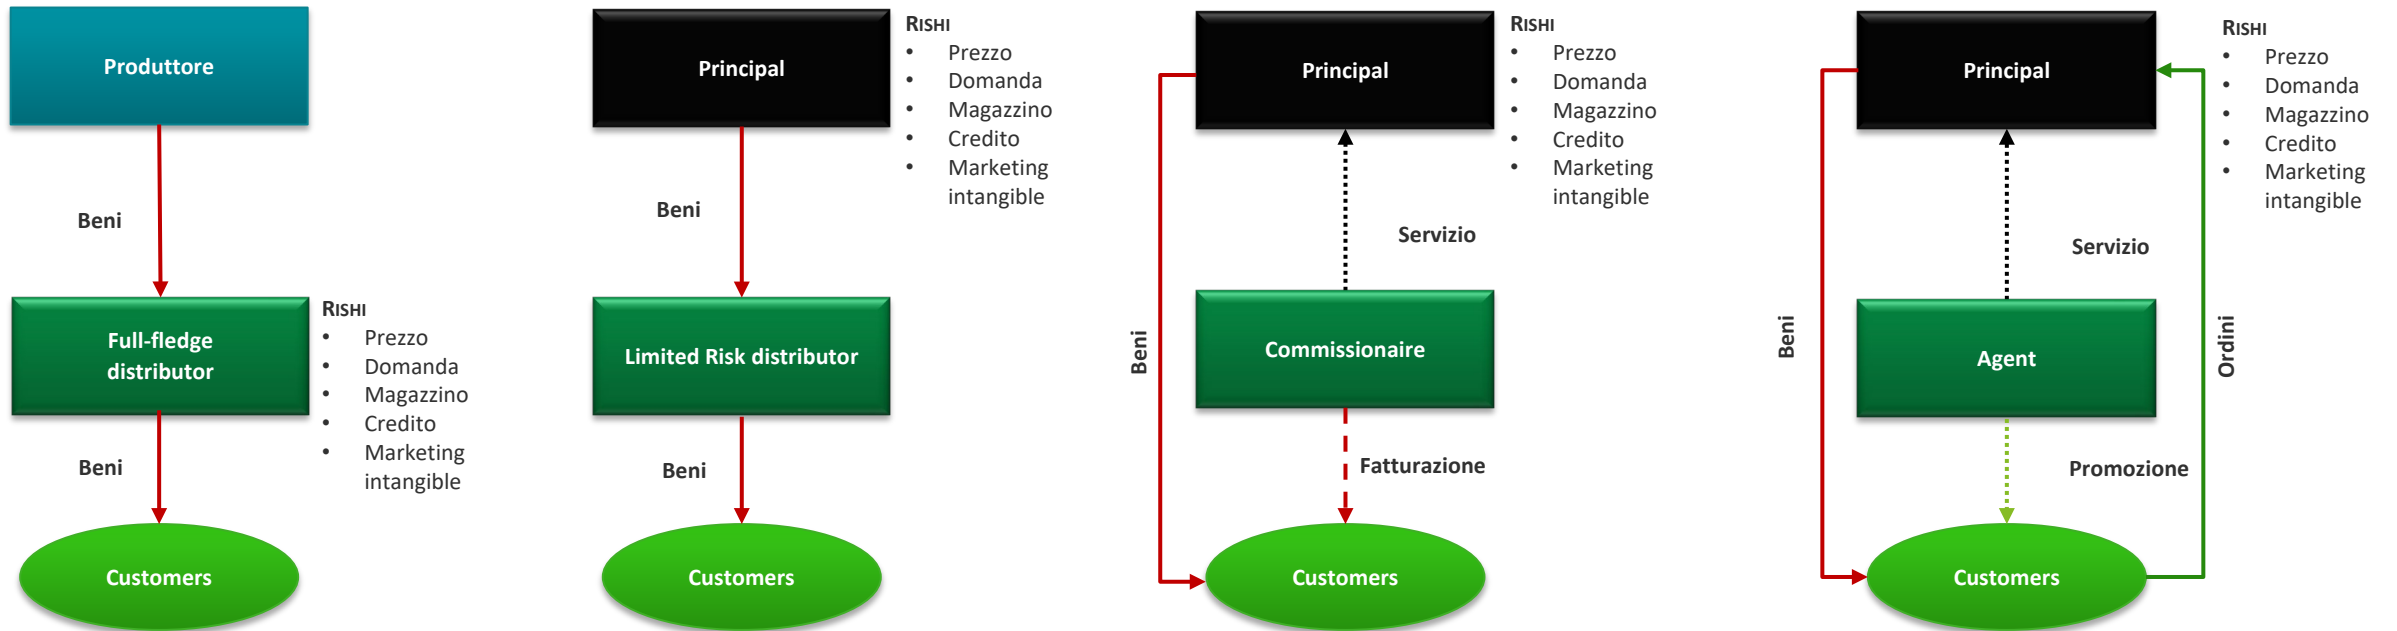 Produttore
Beni
Full-fledge
distributor
RISHI
• Prezzo
• Domanda
• Magazzino
• Credito
• Marketing
intangible
Beni
Customers
Principal
RISHI
• Prezzo
• Domanda
• Magazzino
• Credito
• Marketing
intangible
Beni
Limited Risk distributor
Beni
Customers
Principal
RISHI
• Prezzo
• Domanda
• Magazzino
• Credito
• Marketing
intangible
Servizio
Beni
Commissionaire
Fatturazione
Customers
Principal
RISHI
• Prezzo
• Domanda
• Magazzino
• Credito
• Marketing
intangible
Servizio
Beni
Agent
Ordini
Promozione
Customers